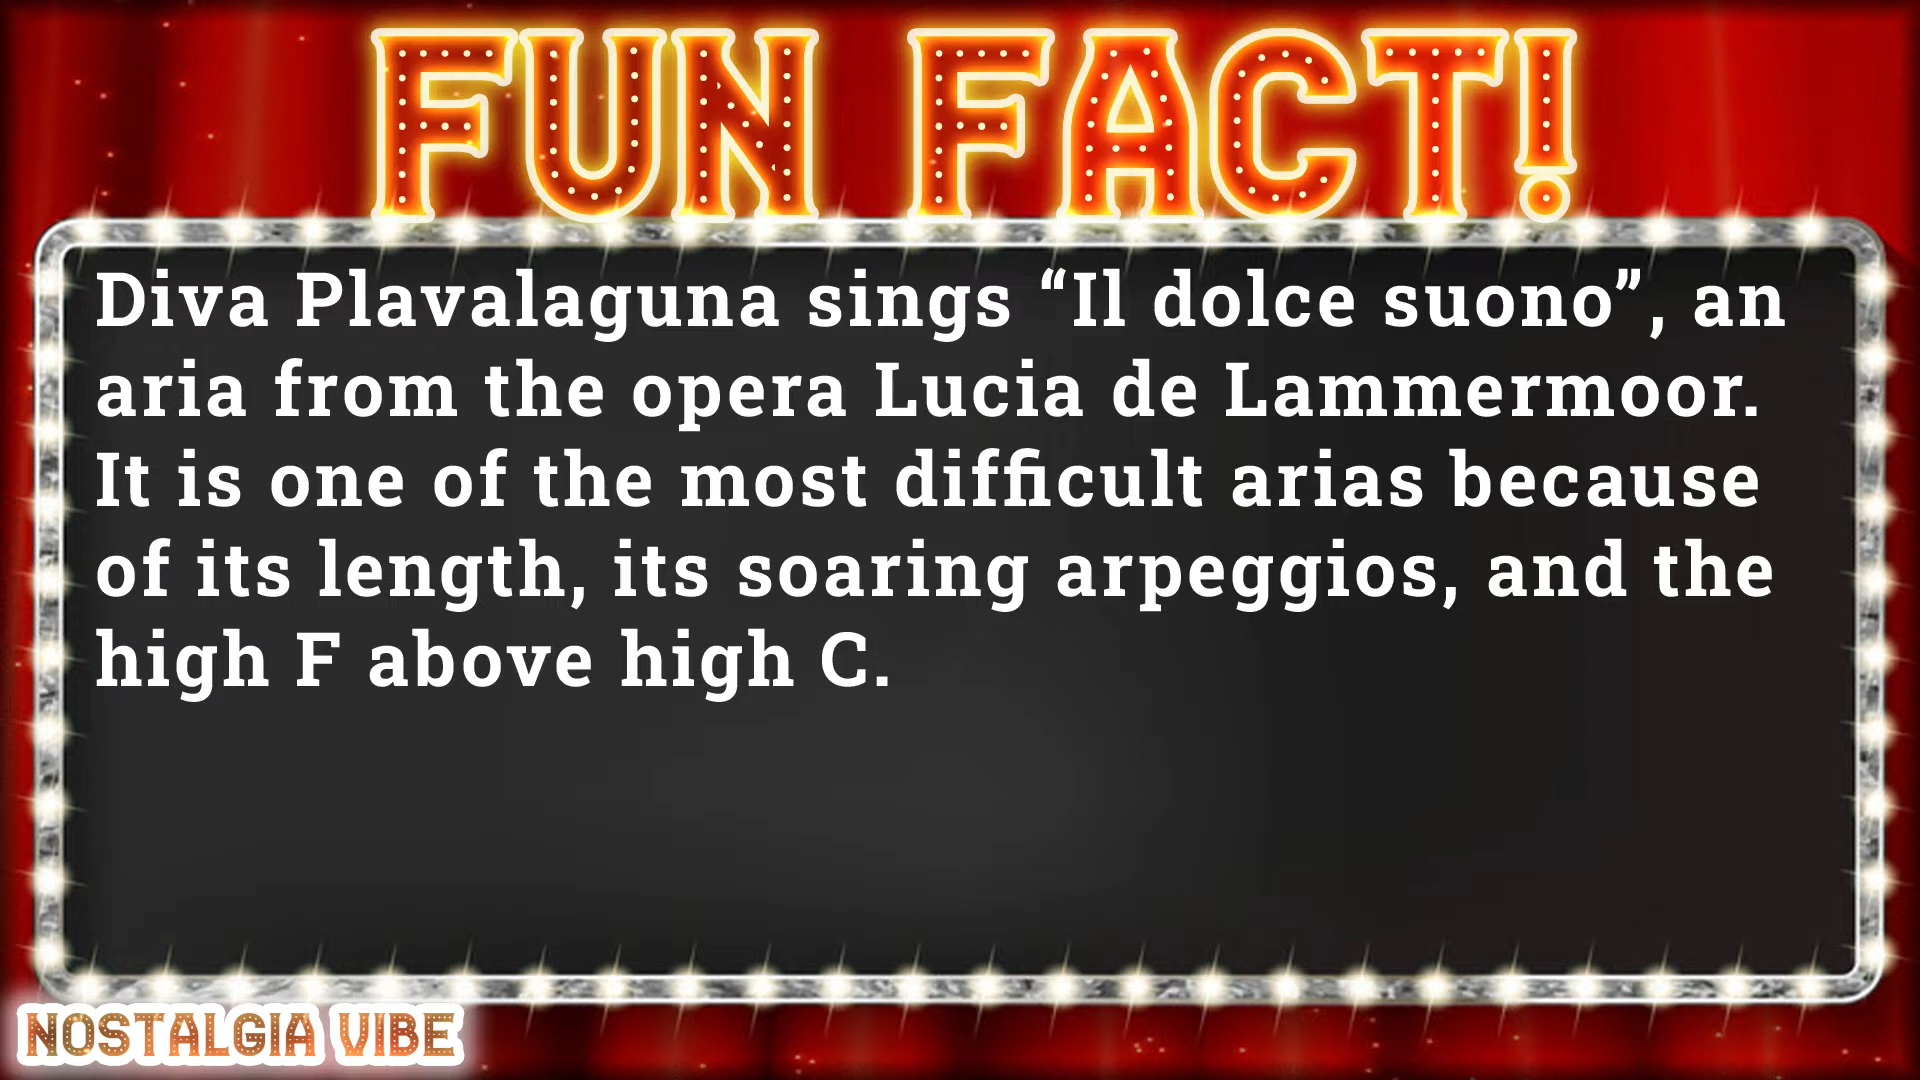 FUN FACT!
Diva Plavalaguna sings “Il dolce suono”, an
aria from the opera Lucia de Lammermoor.
It is one of the most difficult arias because
of its length, its soaring arpeggios, and the
high F above high C.
NOSTALGIA VIBE